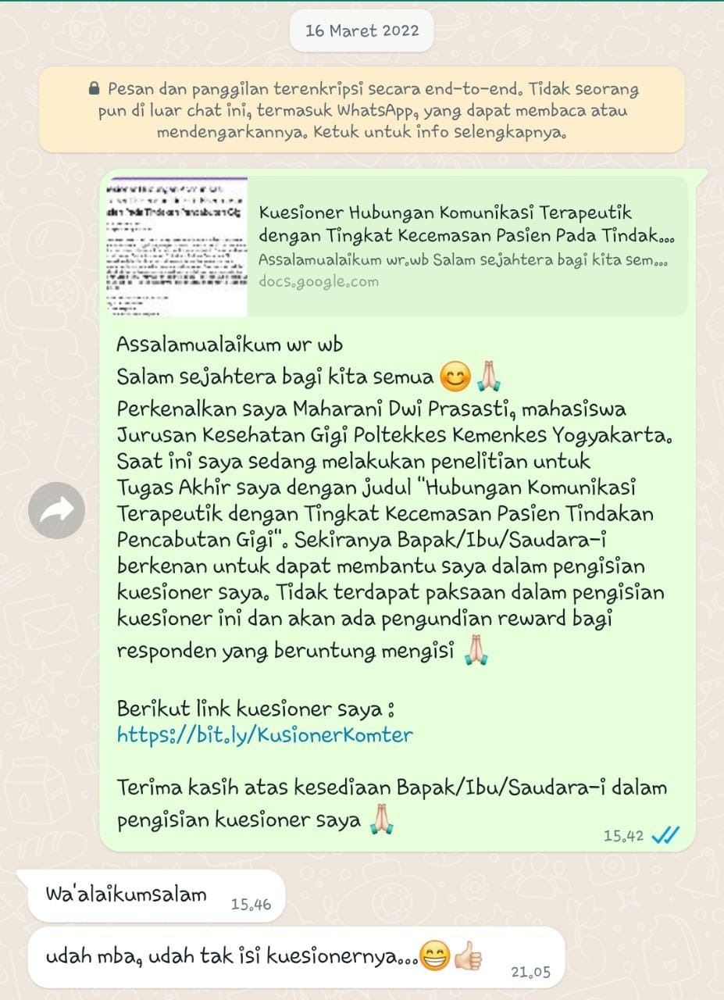 16 Maret 2022
Pesan dan panggilan terenkripsi secara end-to-end. Tidak seorang
pun di luar chat ini, termasuk WhatsApp, yang dapat membaca atau
mendengarkannya. Ketuk untuk info selengkapnya.
Kuesioner Hubungan Komunikasi Terapeutik
dengan Tingkat Kecemasan Pasien Pada Tindak...
Assalamualaikum wr.wb Salam sejahtera bagi kita sem...
docs.google.com
Assalamualaikum wr wb
Salam sejahtera bagi kita semua 😊🙏🏻
Perkenalkan saya Maharani Dwi Prasasti, mahasiswa
Jurusan Kesehatan Gigi Poltekkes Kemenkes Yogyakarta.
Saat ini saya sedang melakukan penelitian untuk
Tugas Akhir saya dengan judul "Hubungan Komunikasi
Terapeutik dengan Tingkat Kecemasan Pasien Tindakan
Pencabutan Gigi". Sekiranya Bapak/Ibu/Saudara-i
berkenan untuk dapat membantu saya dalam pengisian
kuesioner saya. Tidak terdapat paksaan dalam pengisian
kuesioner ini dan akan ada pengundian reward bagi
responden yang beruntung mengisi 🙏🏻
Berikut link kuesioner saya :
https://bit.ly/KusionerKomter
Terima kasih atas kesediaan Bapak/Ibu/Saudara-i dalam
pengisian kuesioner saya 🙏🏻
15.42
Wa'alaikumsalam 15.46
udah mba, udah tak isi kuesionernya...😁👍🏻 21.05